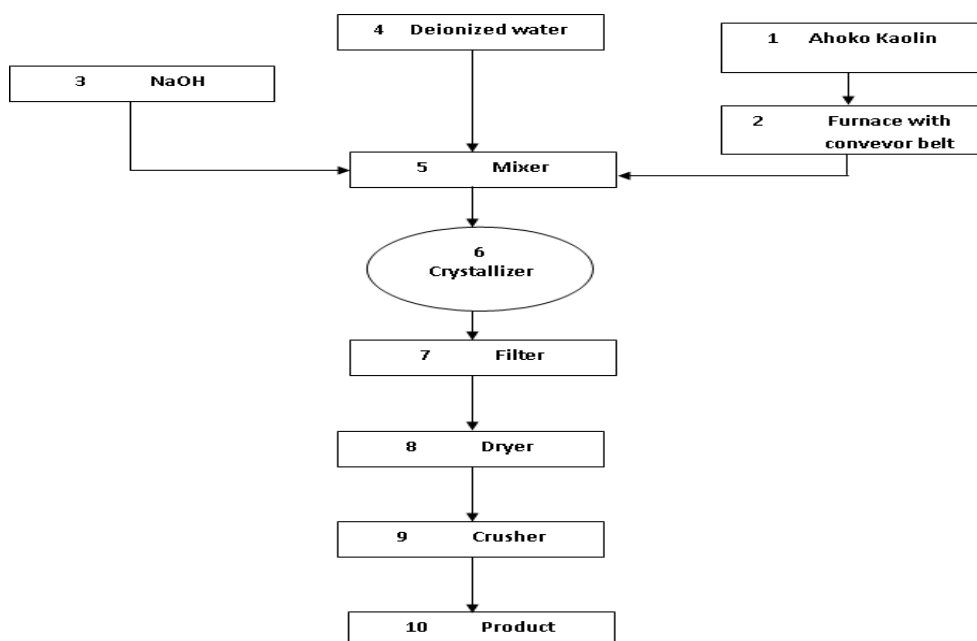 4 Deionized water
1 Ahoko Kaolin
3 NaOH
2 Furnace with
convevor belt
5 Mixer
6
Crystallizer
7 Filter
8 Dryer
9 Crusher
10 Product